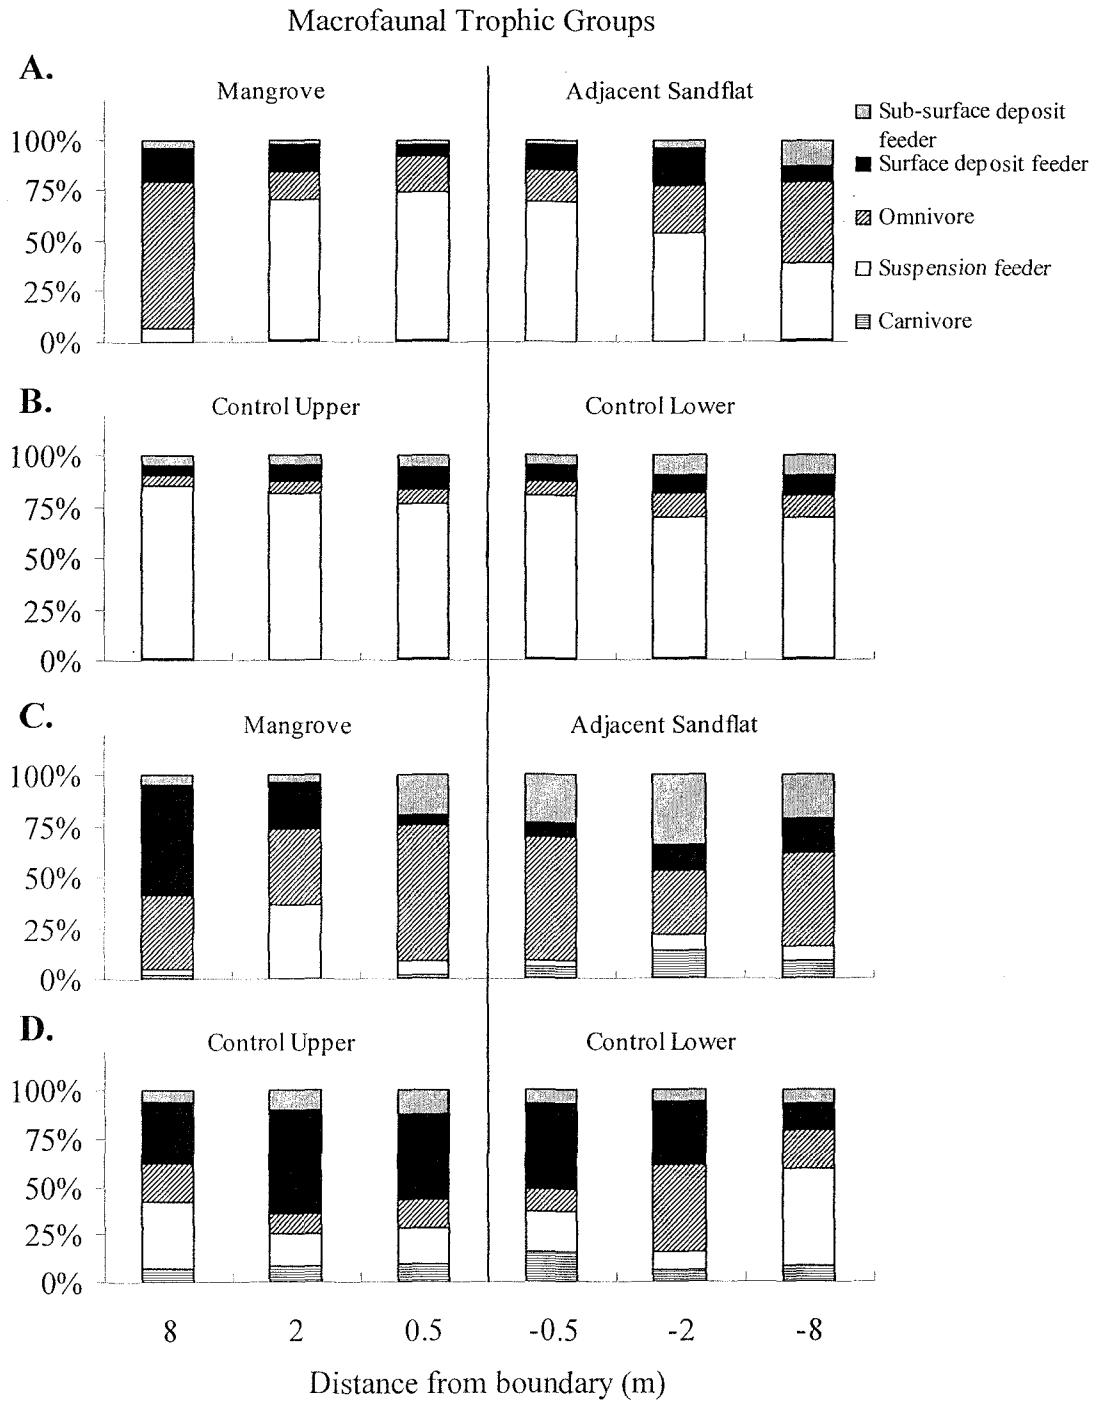 Macrofaunal Trophic Groups
A.
Mangrove
Adjacent Sandflat
Sub-surface deposit
feeder
Surface deposit feeder
Omnivore
Suspension feeder
Carnivore
100%
75%
50%
25%
0%
B.
Control Upper
Control Lower
100%
75%
50%
25%
0%
C.
Mangrove
Adjacent Sandflat
100%
75%
50%
25%
0%
D.
Control Upper
Control Lower
100%
75%
50%
25%
0%
8 2 0.5 -0.5 -2 -8
Distance from boundary (m)